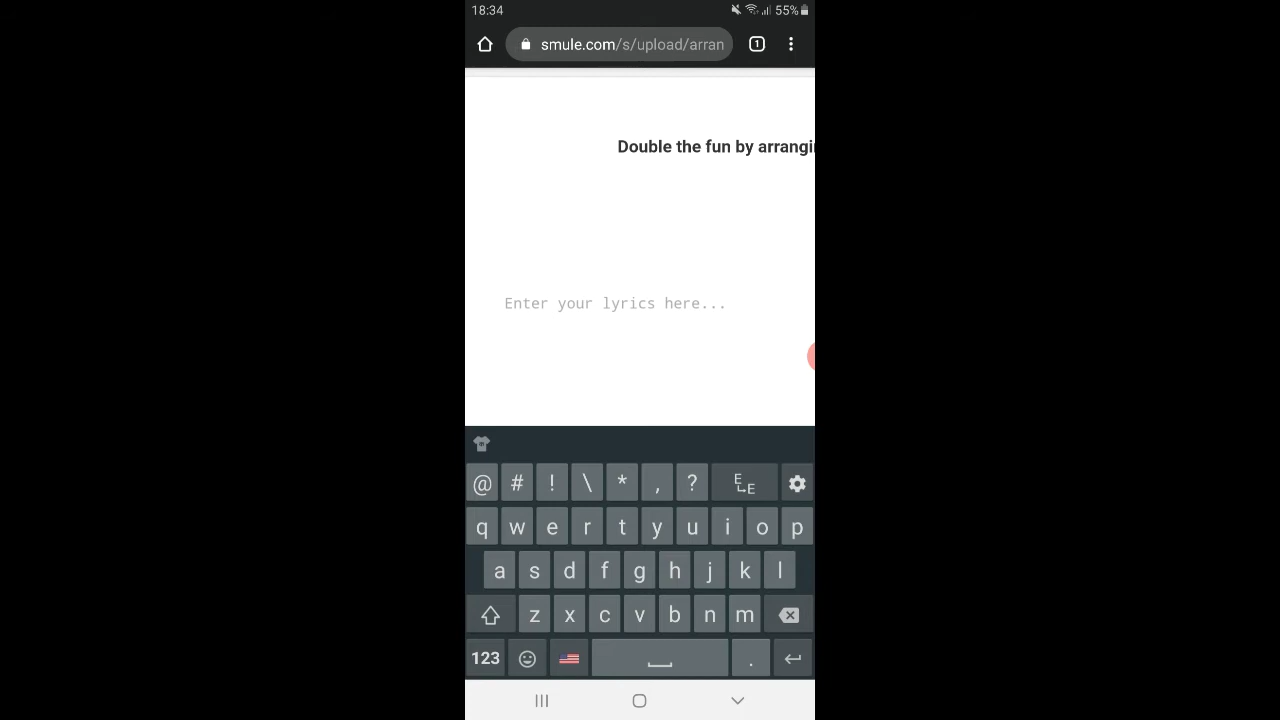 18:34 55%
smule.com/s/upload/arran 1
Double the fun by arrangi
Enter your lyrics here...
@ # ! \ * , ? E E
q w e r t y u i o p
a s d f g h j k l
z x c v b n m
123 .